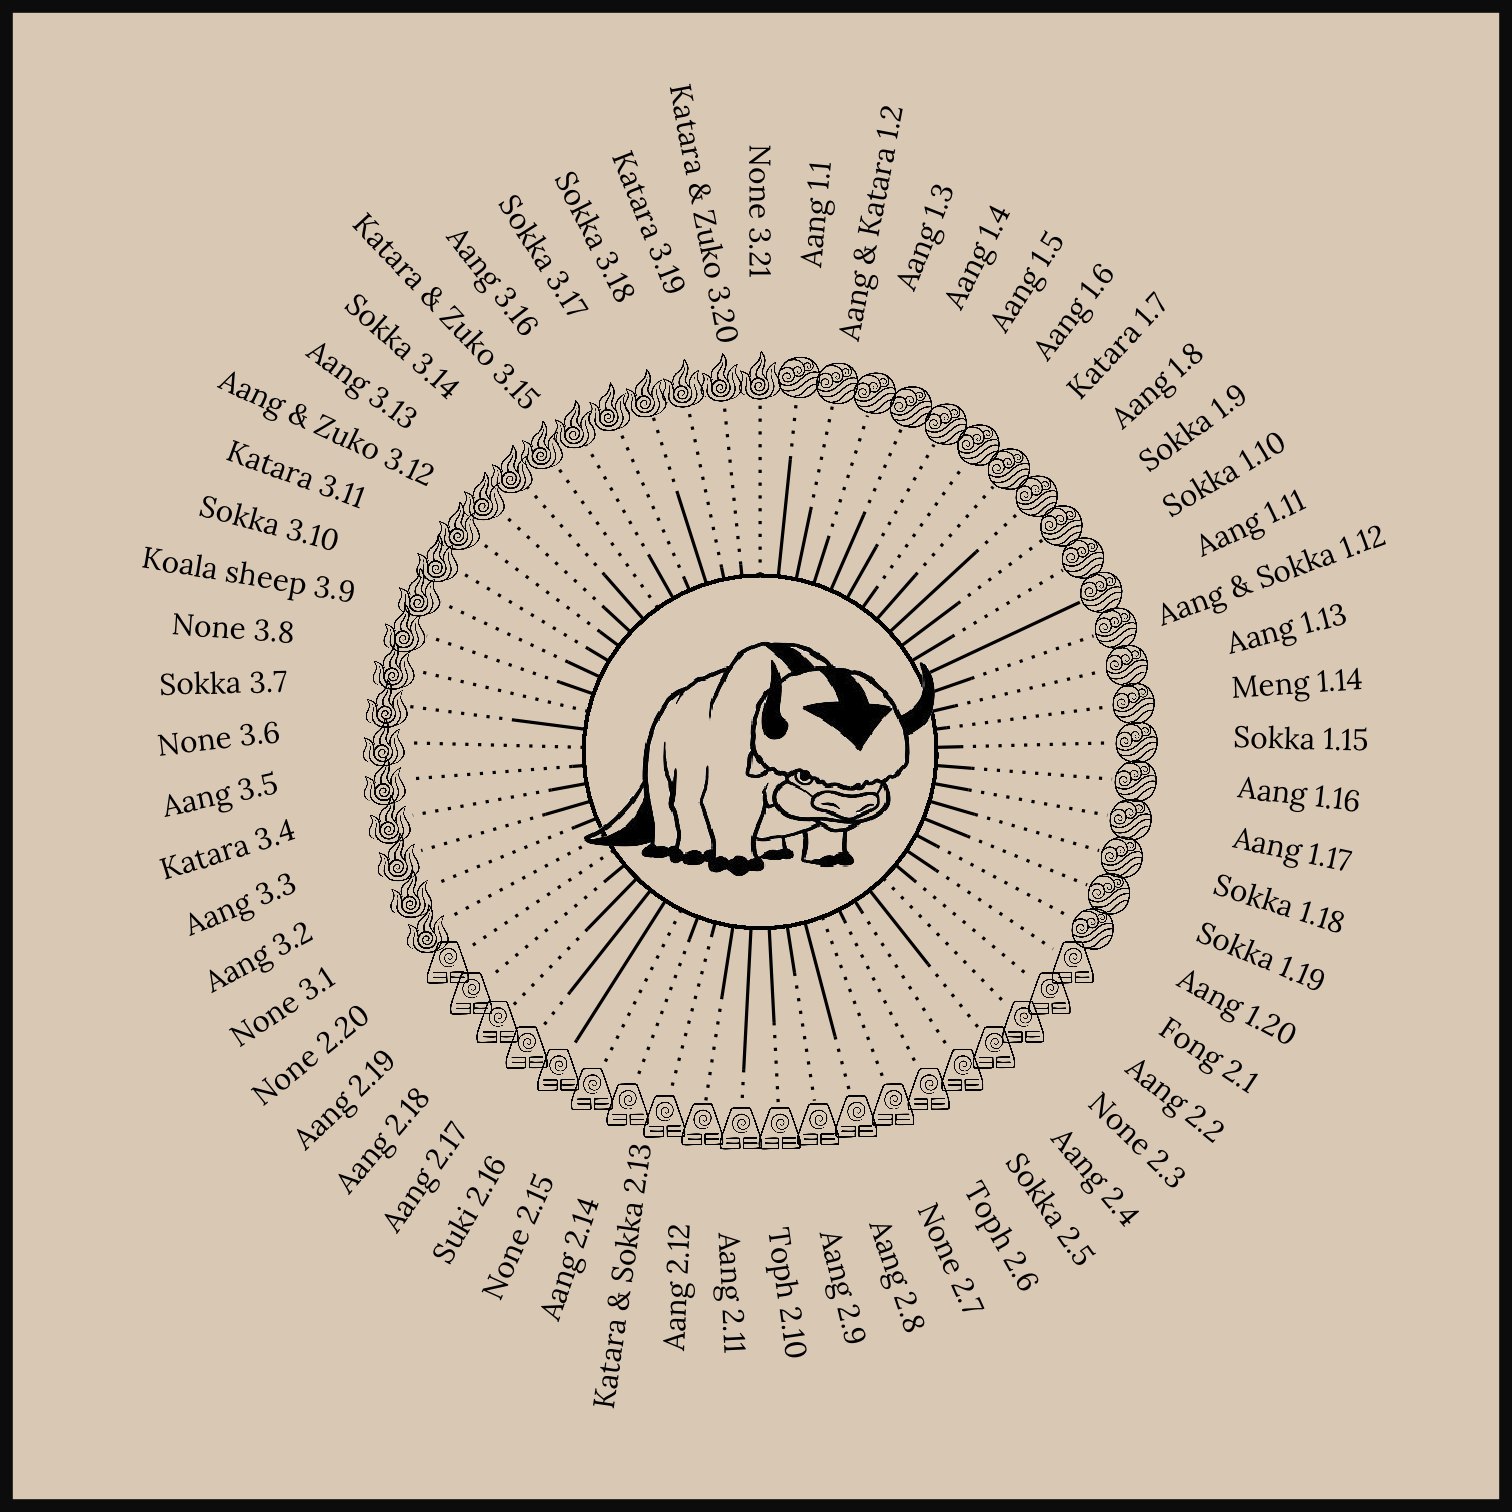 Aang 1.1
Aang & Katara 1.2
Aang 1.3
Aang 1.4
Aang 1.5
Aang 1.6
Katara 1.7
Aang 1.8
Sokka 1.9
Sokka 1.10
Aang 1.11
Aang & Sokka 1.12
Aang 1.13
Meng 1.14
Sokka 1.15
Aang 1.16
Aang 1.17
Sokka 1.18
Sokka 1.19
Aang 1.20
Fong 2.1
Aang 2.2
None 2.3
Aang 2.4
Sokka 2.5
Toph 2.6
None 2.7
Aang 2.8
Aang 2.9
Toph 2.10
Aang 2.11
Aang 2.12
Katara & Sokka 2.13
Aang 2.14
None 2.15
Suki 2.16
Aang 2.17
Aang 2.18
Aang 2.19
None 2.20
None 3.1
Aang 3.2
Aang 3.3
Katara 3.4
Aang 3.5
None 3.6
Sokka 3.7
None 3.8
Koala sheep 3.9
Sokka 3.10
Katara 3.11
Aang & Zuko 3.12
Aang 3.13
Sokka 3.14
Katara & Zuko 3.15
Aang 3.16
Sokka 3.17
Sokka 3.18
Katara 3.19
Katara & Zuko 3.20
None 3.21